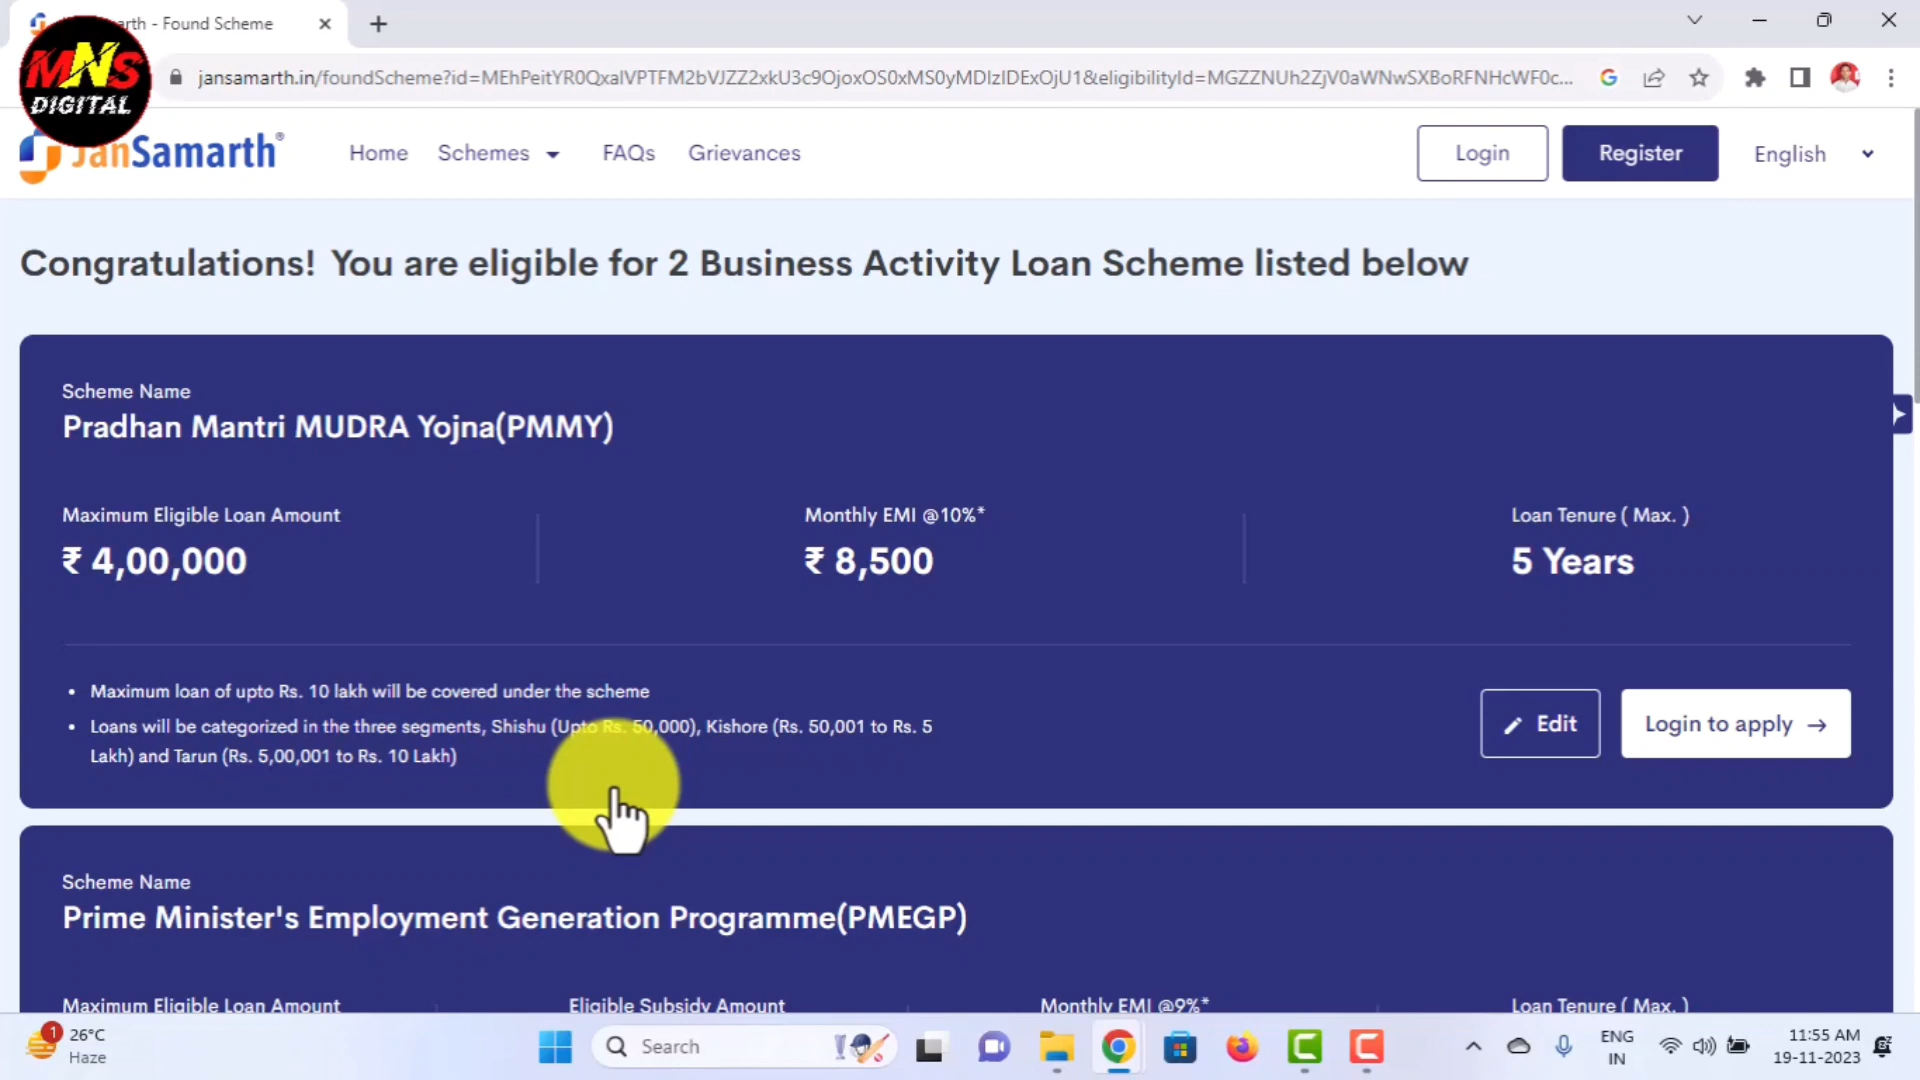 Samarth - Found Scheme
MNS
DIGITAL
jansamarth.in/foundScheme?id=MEhPeitYR0QxalVPTFM2bVJZZ2xkU3c9OjoxOS0xMS0yMDIzIDExOjU1&eligibilityId=MGZZNUh2ZjV0aWNwSXBoRFNHcWF0c...
JanSamarth®
Home
Schemes
FAQs
Grievances
Login
Register
English
Congratulations! You are eligible for 2 Business Activity Loan Scheme listed below
Scheme Name
Pradhan Mantri MUDRA Yojna(PMMY)
Maximum Eligible Loan Amount
₹ 4,00,000
Monthly EMI @10%*
₹ 8,500
Loan Tenure ( Max. )
5 Years
• Maximum loan of upto Rs. 10 lakh will be covered under the scheme
• Loans will be categorized in the three segments, Shishu (Upto Rs. 50,000), Kishore (Rs. 50,001 to Rs. 5
Lakh) and Tarun (Rs. 5,00,001 to Rs. 10 Lakh)
Edit
Login to apply →
Scheme Name
Prime Minister's Employment Generation Programme(PMEGP)
Maximum Eligible Loan Amount
Eligible Subsidy Amount
Monthly EMI @9%*
Loan Tenure ( Max. )
1
26°C
Haze
Search
ENG
IN
11:55 AM
19-11-2023